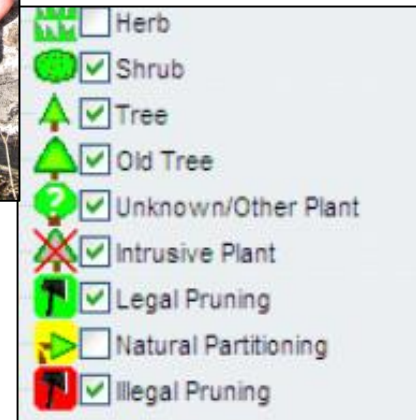 Herb
Shrub
Tree
Old Tree
Unknown/Other Plant
Intrusive Plant
Legal Pruning
Natural Partitioning
Illegal Pruning